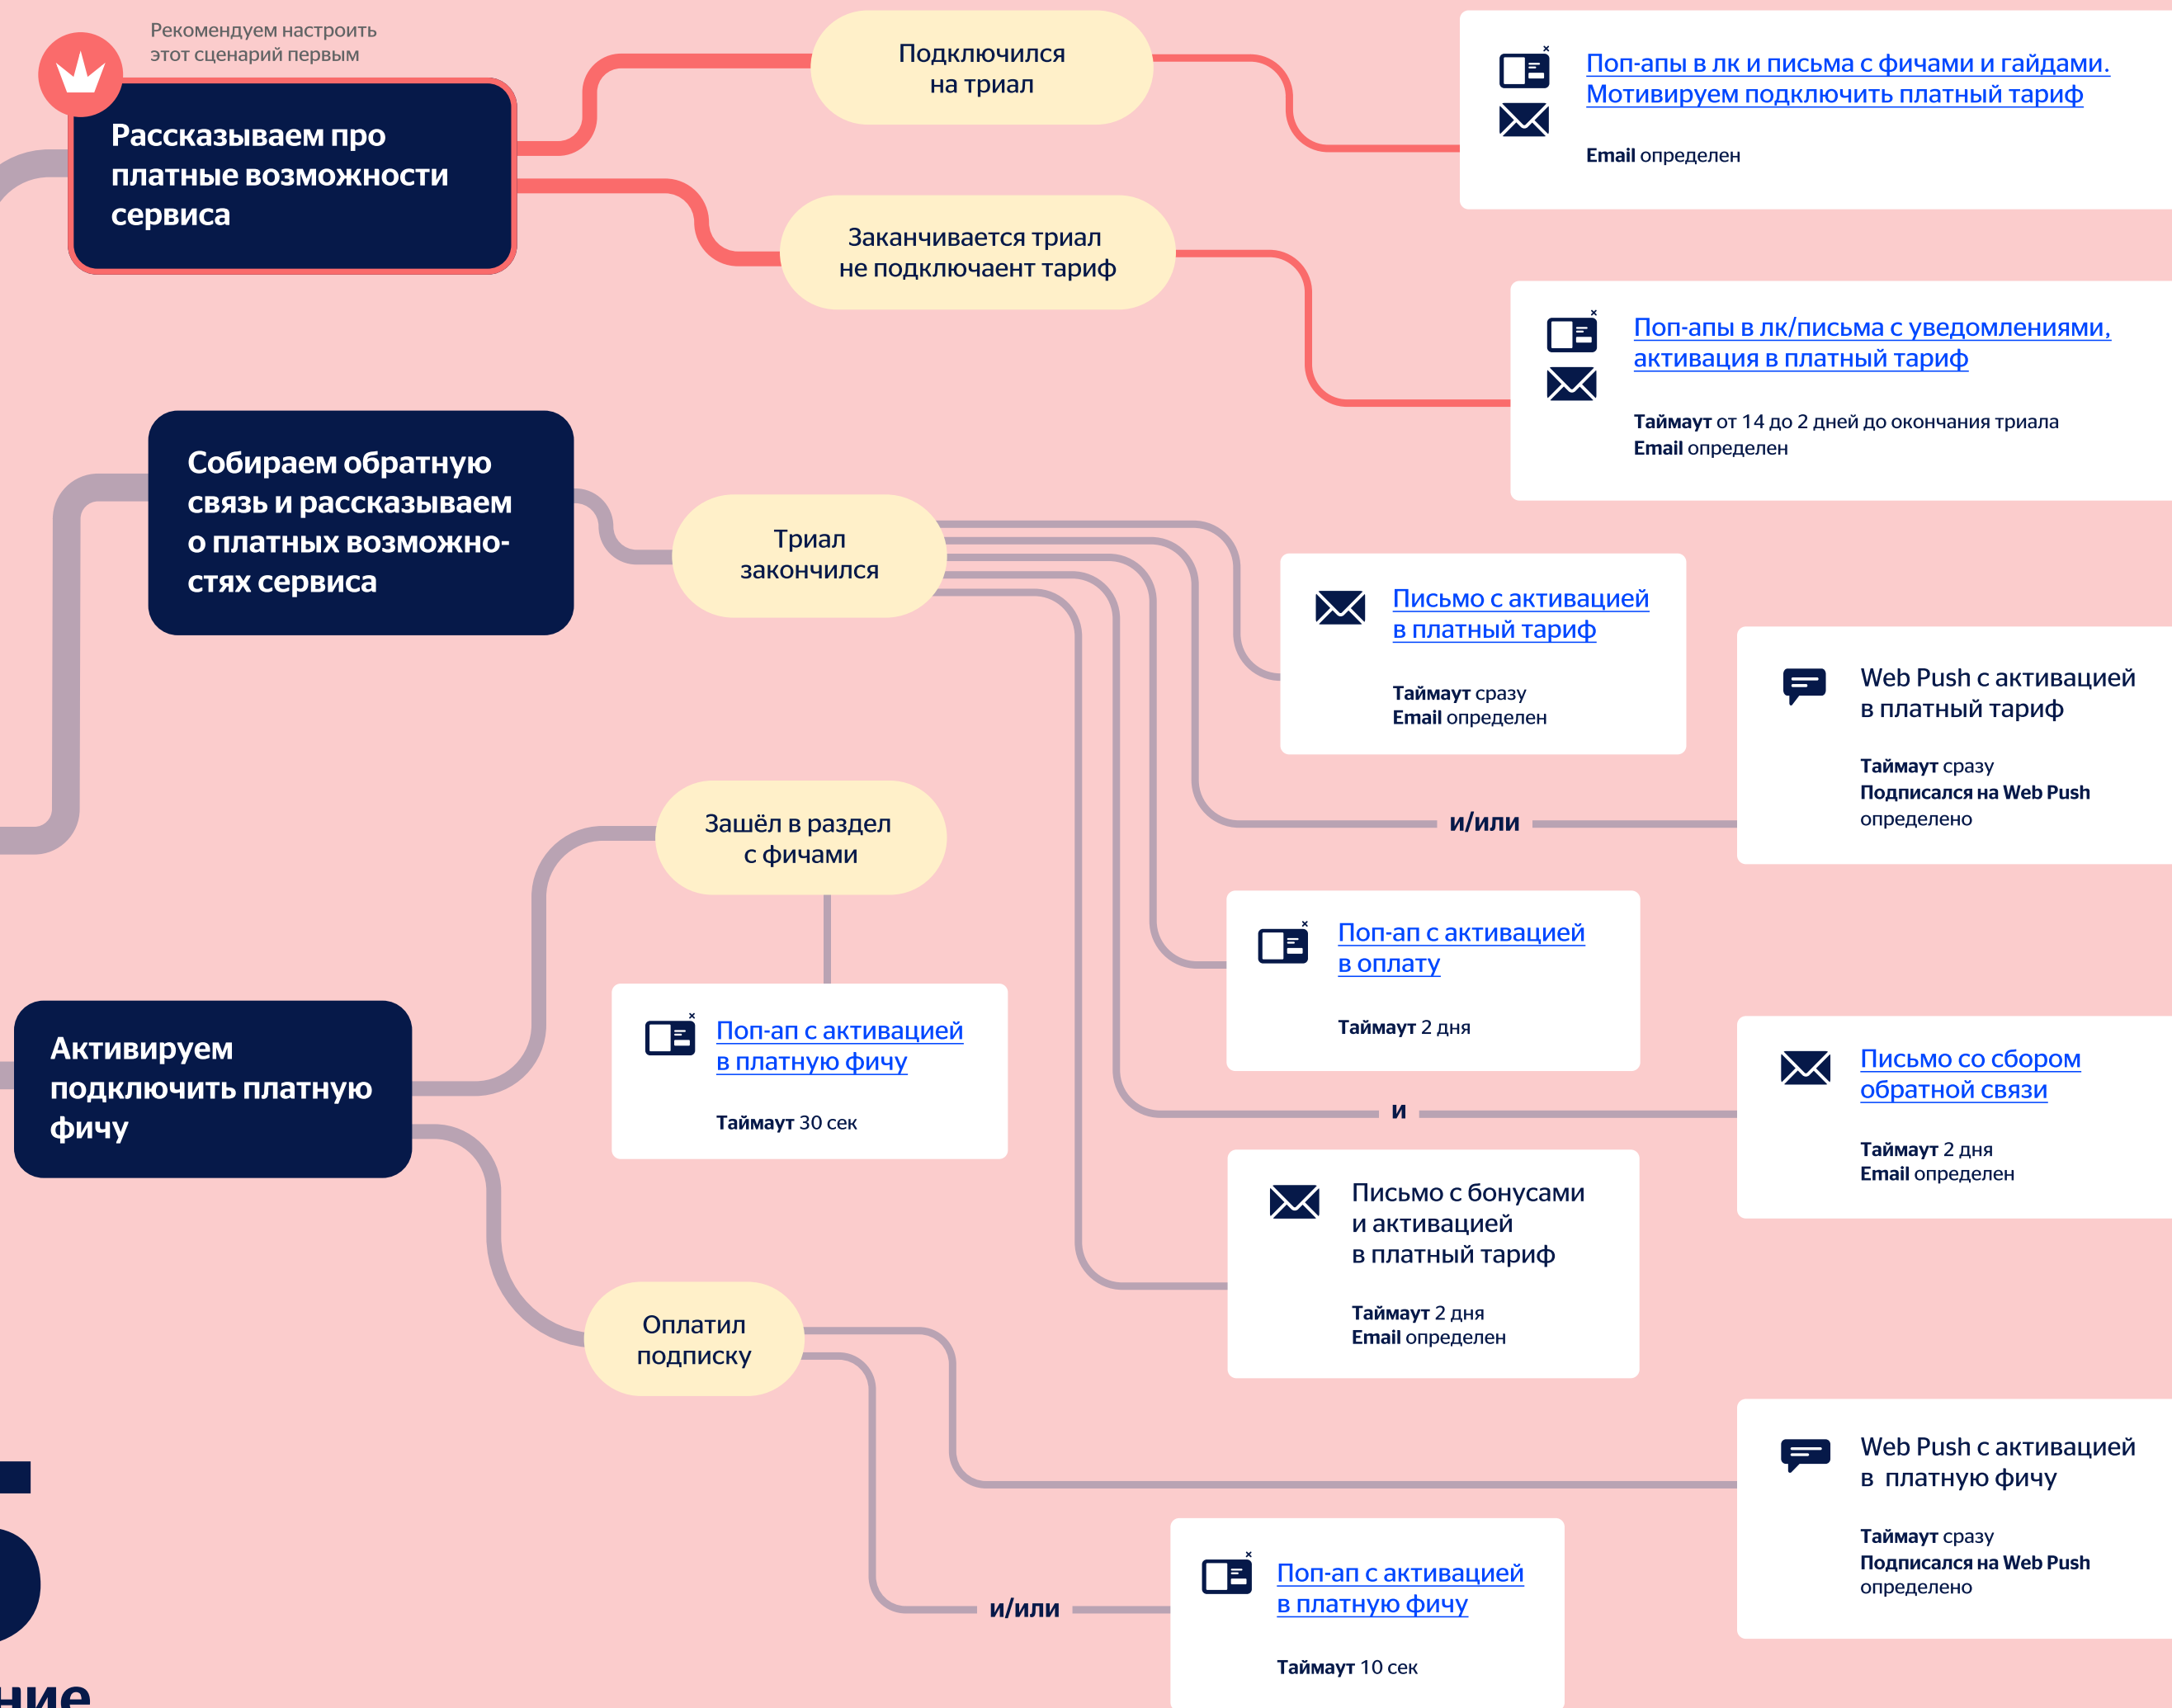 Рекомендуем настроить
этот сценарий первым
Рассказываем про
платные возможности
сервиса
Подключился
на триал
Поп-апы в лк и письма с фичами и гайдами.
Мотивируем подключить платный тариф
Email определен
Заканчивается триал
не подключаент тариф
Поп-апы в лк/письма с уведомлениями,
активация в платный тариф
Таймаут от 14 до 2 дней до окончания триала
Email определен
Собираем обратную
связь и рассказываем
о платных возможно-
стях сервиса
Триал
закончился
Письмо с активацией
в платный тариф
Таймаут сразу
Email определен
и/или
Web Push с активацией
в платный тариф
Таймаут сразу
Подписался на Web Push
определено
Поп-ап с активацией
в оплату
Таймаут 2 дня
и
Письмо со сбором
обратной связи
Таймаут 2 дня
Email определен
Письмо с бонусами
и активацией
в платный тариф
Таймаут 2 дня
Email определен
Активируем
подключить платную
фичу
Зашёл в раздел
с фичами
Поп-ап с активацией
в платную фичу
Таймаут 30 сек
Оплатил
подписку
Web Push с активацией
в  платную фичу
Таймаут сразу
Подписался на Web Push
определено
и/или
Поп-ап с активацией
в платную фичу
Таймаут 10 сек
ние